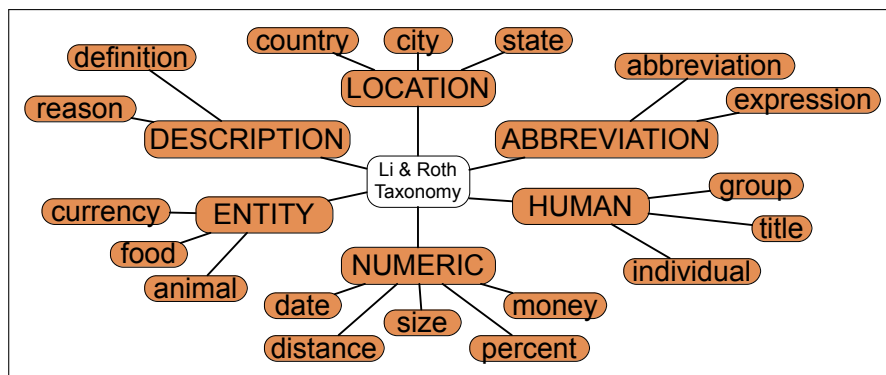 country
city
state
definition
LOCATION
abbreviation
reason
expression
DESCRIPTION
ABBREVIATION
Li & Roth
Taxonomy
group
currency
ENTITY
HUMAN
title
food
individual
animal
NUMERIC
date
money
size
distance
percent